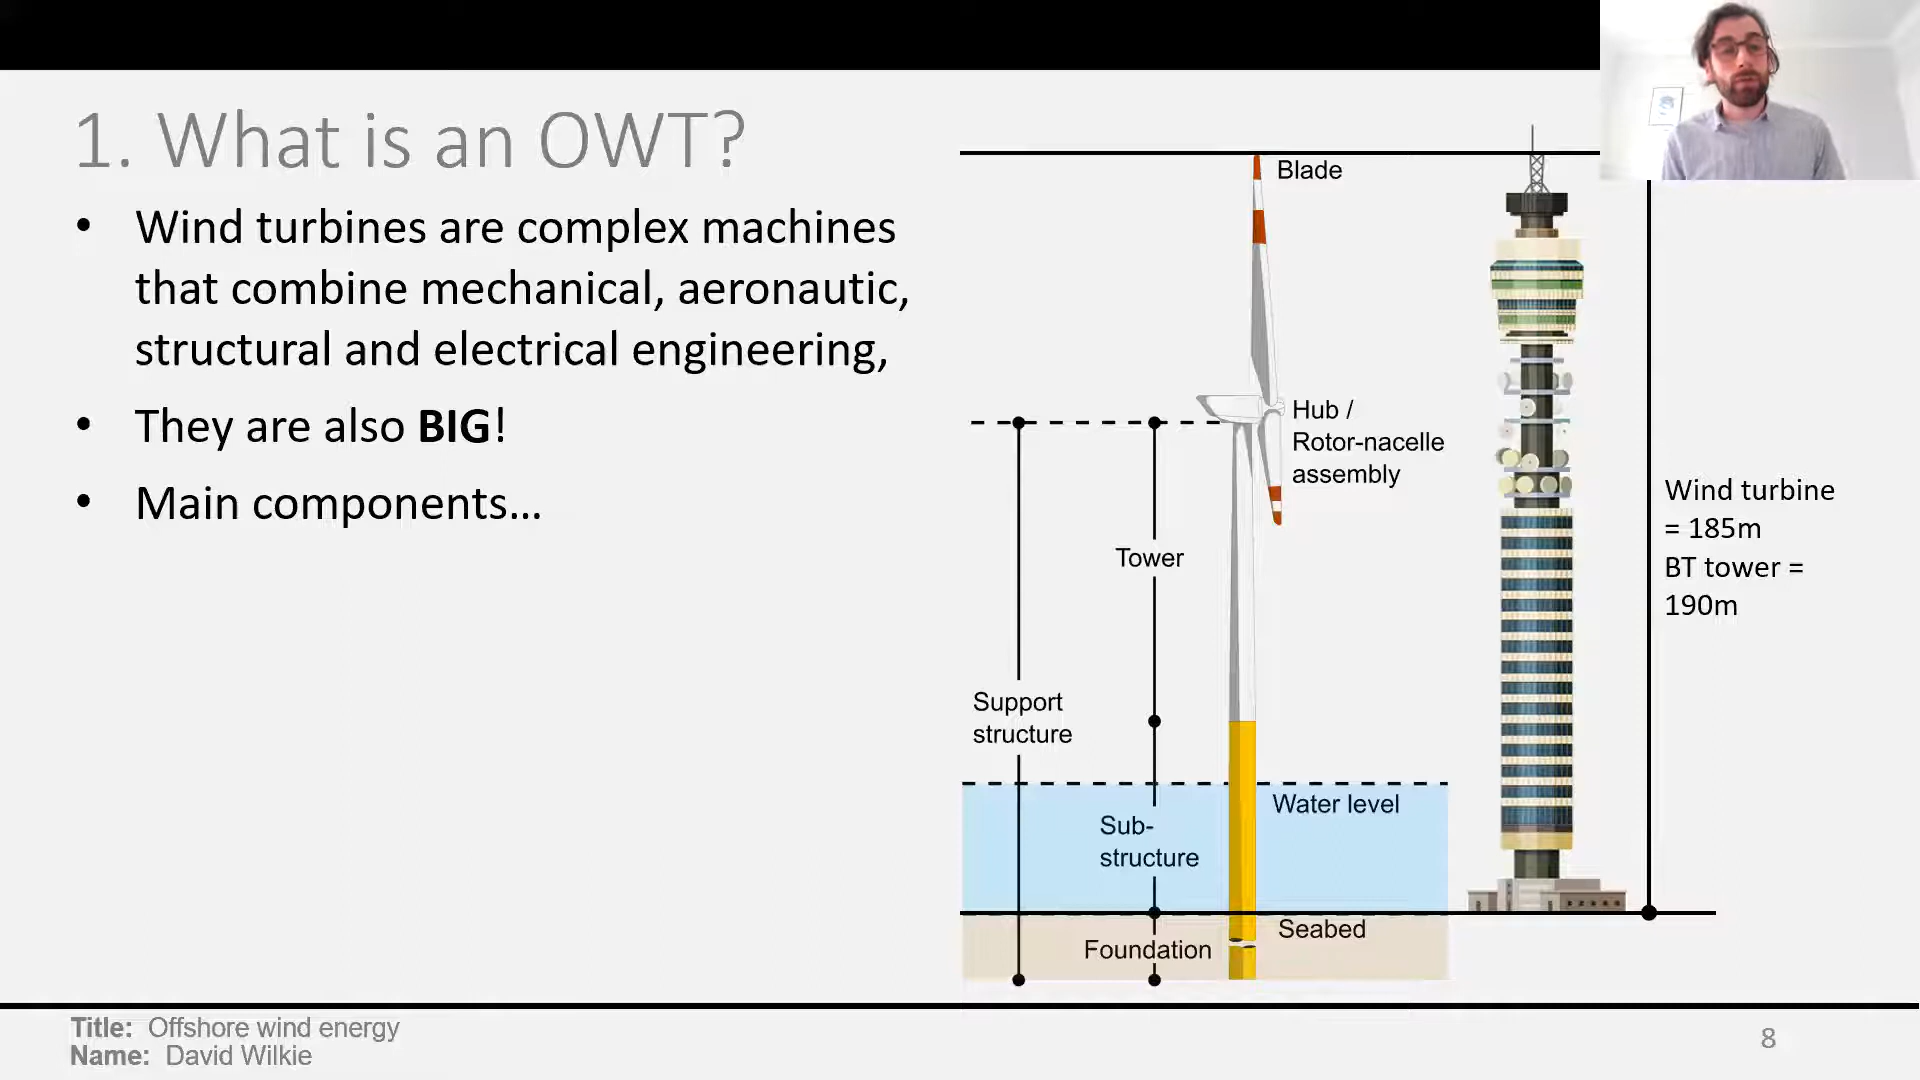 1. What is an OWT?
• Wind turbines are complex machines
that combine mechanical, aeronautic,
structural and electrical engineering,
• They are also BIG!
• Main components…
Blade
Hub /
Rotor-nacelle
assembly
Tower
Support
structure
Water level
Sub-
structure
Seabed
Foundation
Wind turbine
= 185m
BT tower =
190m
Title: Offshore wind energy
Name: David Wilkie
8